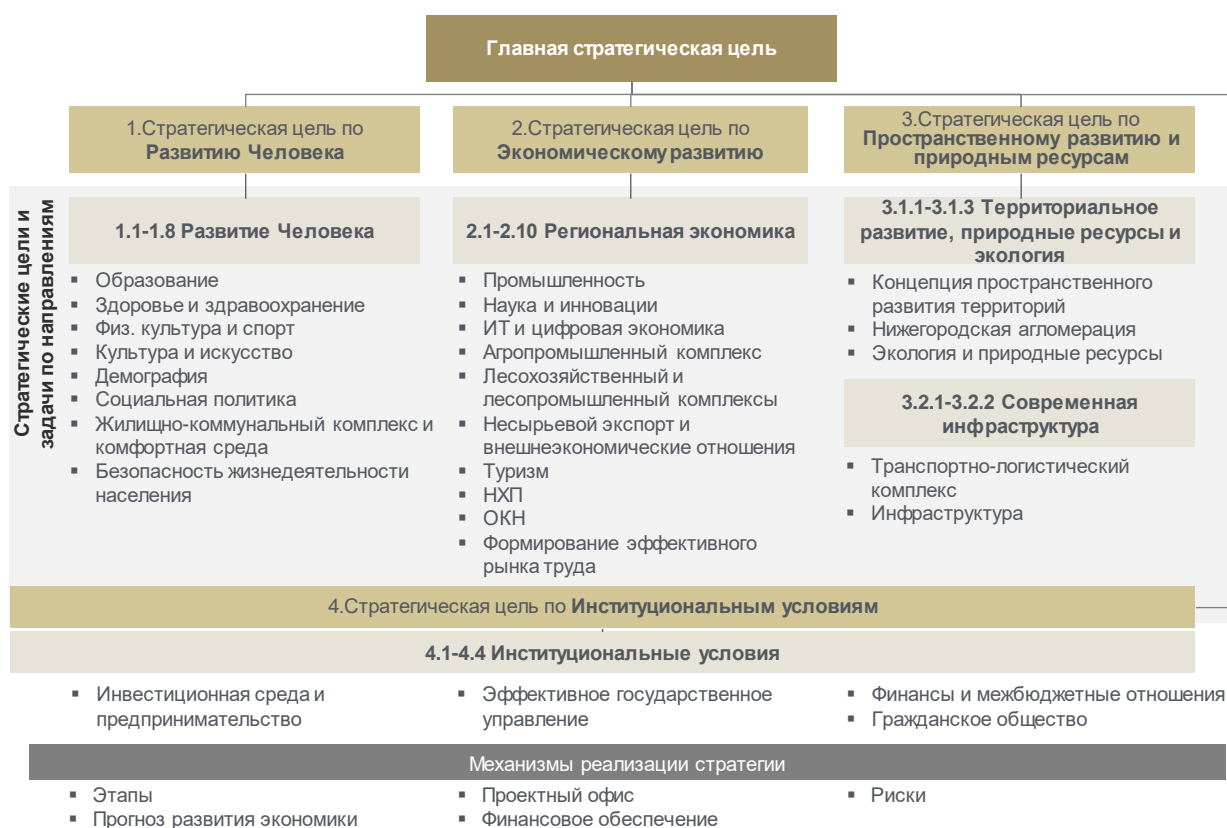 Главная стратегическая цель
1.Стратегическая цель по
Развитию Человека
2.Стратегическая цель по
Экономическому развитию
3.Стратегическая цель по
Пространственному развитию и
природным ресурсам
Стратегические цели и
задачи по направлениям
1.1-1.8 Развитие Человека
▪ Образование
▪ Здоровье и здравоохранение
▪ Физ. культура и спорт
▪ Культура и искусство
▪ Демография
▪ Социальная политика
▪ Жилищно-коммунальный комплекс и
комфортная среда
▪ Безопасность жизнедеятельности
населения
2.1-2.10 Региональная экономика
▪ Промышленность
▪ Наука и инновации
▪ ИТ и цифровая экономика
▪ Агропромышленный комплекс
▪ Лесохозяйственный и
лесопромышленный комплексы
▪ Несырьевой экспорт и
внешнеэкономические отношения
▪ Туризм
▪ НХП
▪ ОКН
▪ Формирование эффективного
рынка труда
3.1.1-3.1.3 Территориальное
развитие, природные ресурсы и
экология
▪ Концепция пространственного
развития территорий
▪ Нижегородская агломерация
▪ Экология и природные ресурсы
3.2.1-3.2.2 Современная
инфраструктура
▪ Транспортно-логистический
комплекс
▪ Инфраструктура
4.Стратегическая цель по Институциональным условиям
4.1-4.4 Институциональные условия
▪ Инвестиционная среда и
предпринимательство
▪ Эффективное государственное
управление
▪ Финансы и межбюджетные отношения
▪ Гражданское общество
Механизмы реализации стратегии
▪ Этапы
▪ Прогноз развития экономики
▪ Проектный офис
▪ Финансовое обеспечение
▪ Риски